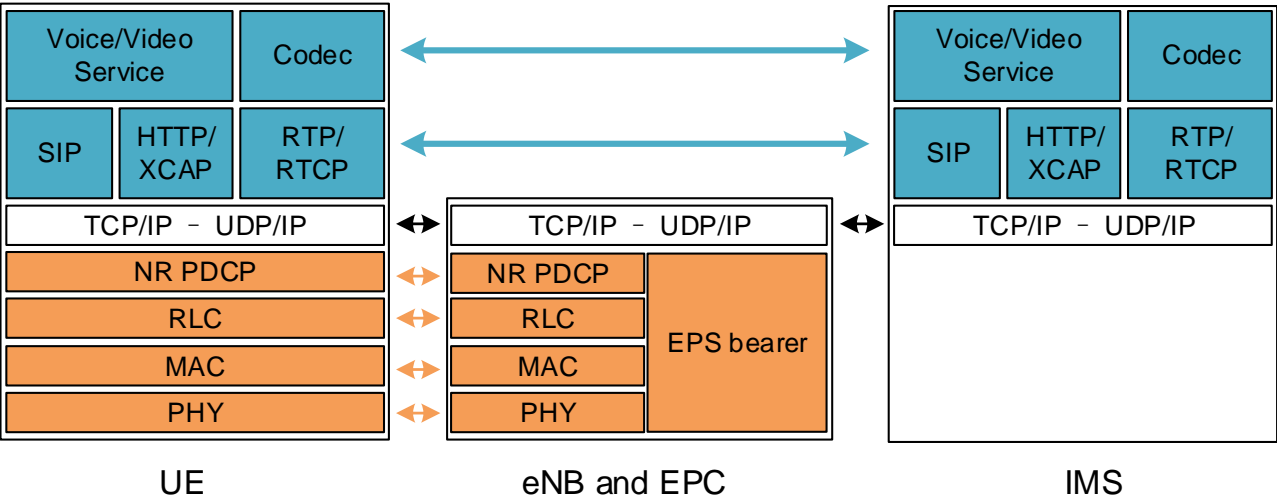 Voice/Video
Service
Codec
SIP
HTTP/
XCAP
RTP/
RTCP
TCP/IP – UDP/IP
NR PDCP
RLC
MAC
PHY
UE
TCP/IP – UDP/IP
NR PDCP
RLC
MAC
PHY
EPS bearer
eNB and EPC
Voice/Video
Service
Codec
SIP
HTTP/
XCAP
RTP/
RTCP
TCP/IP – UDP/IP
IMS